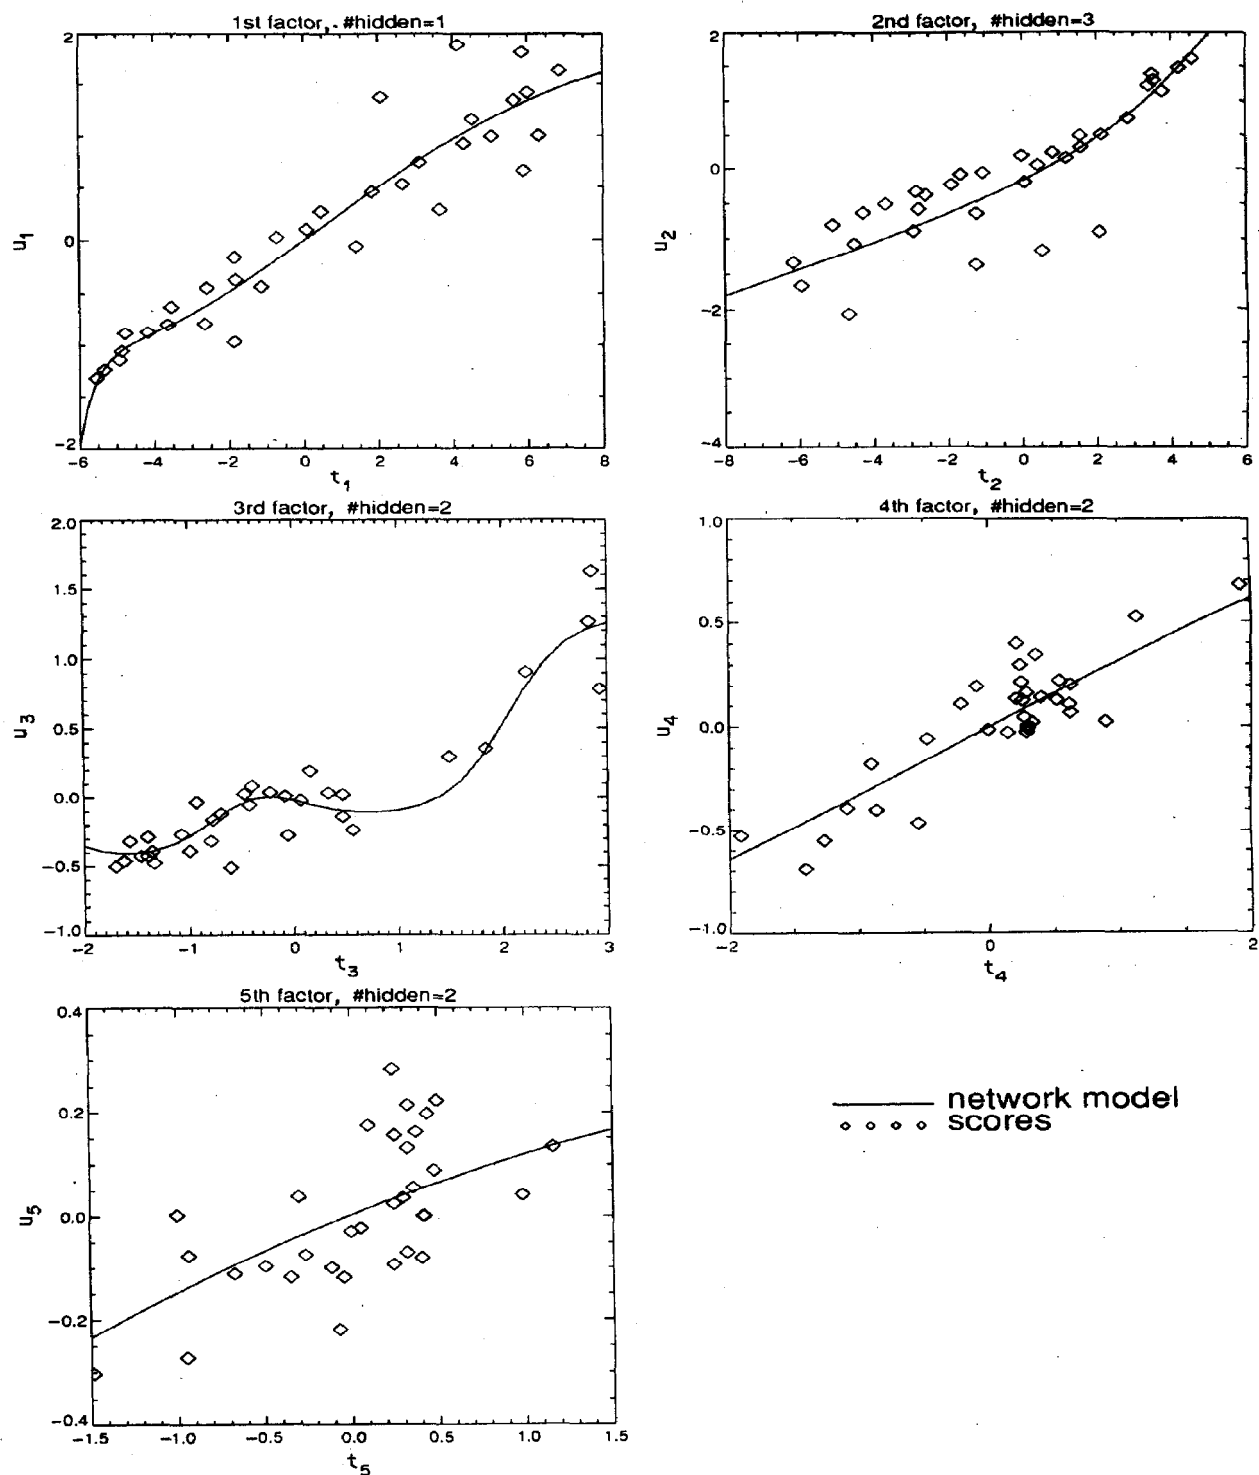 1st factor, #hidden=1
2
0
-2
u1
-6 -4 -2 0 2 4 6 8
t1
2nd factor, #hidden=3
2
0
-2
-4
u2
-8 -6 -4 -2 0 2 4 6
t2
3rd factor, #hidden=2
2.0
1.5
1.0
0.5
0.0
-0.5
-1.0
u3
-2 -1 0 1 2 3
t3
4th factor, #hidden=2
1.0
0.5
0.0
-0.5
-1.0
u4
-2 0 2
t4
5th factor, #hidden=2
0.4
0.2
0.0
-0.2
-0.4
u5
-1.5 -1.0 -0.5 0.0 0.5 1.0 1.5
t5
network model
scores